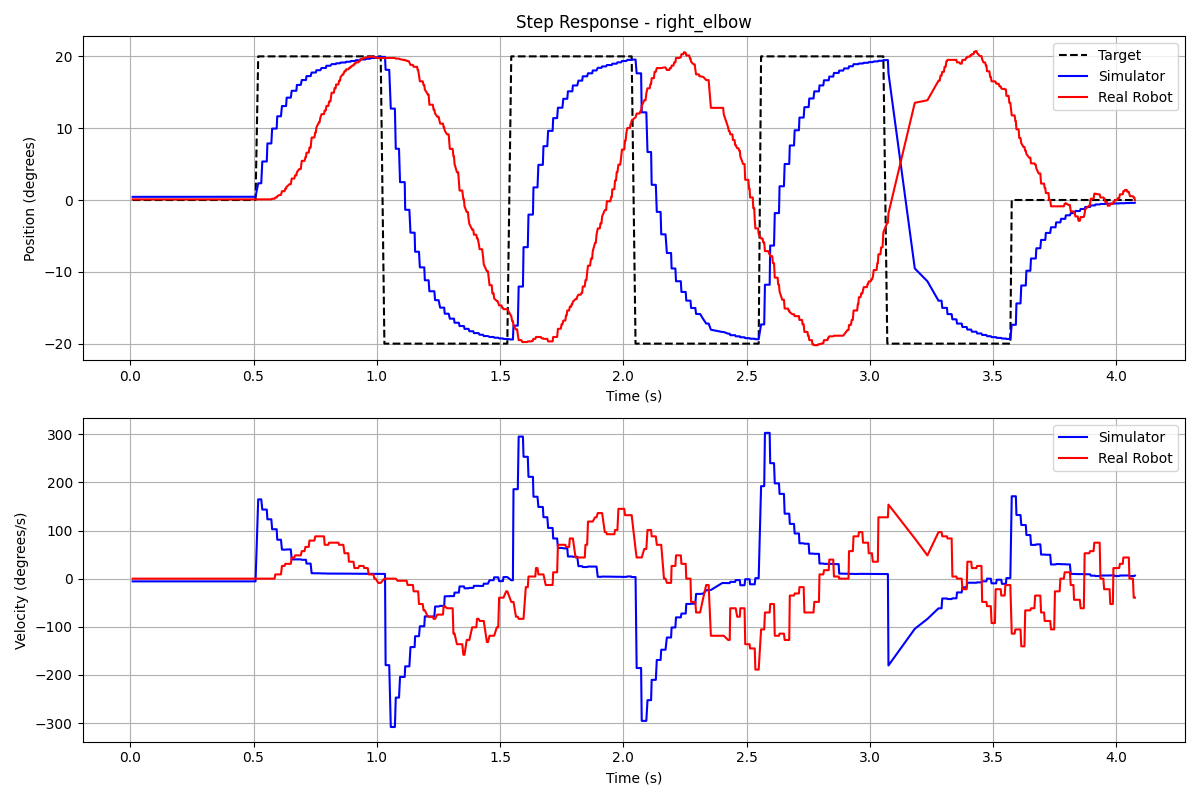 Step Response - right_elbow
Position (degrees)
20
10
0
−10
−20
Target
Simulator
Real Robot
0.0 0.5 1.0 1.5 2.0 2.5 3.0 3.5 4.0
Time (s)
Velocity (degrees/s)
300
200
100
0
−100
−200
−300
Simulator
Real Robot
0.0 0.5 1.0 1.5 2.0 2.5 3.0 3.5 4.0
Time (s)